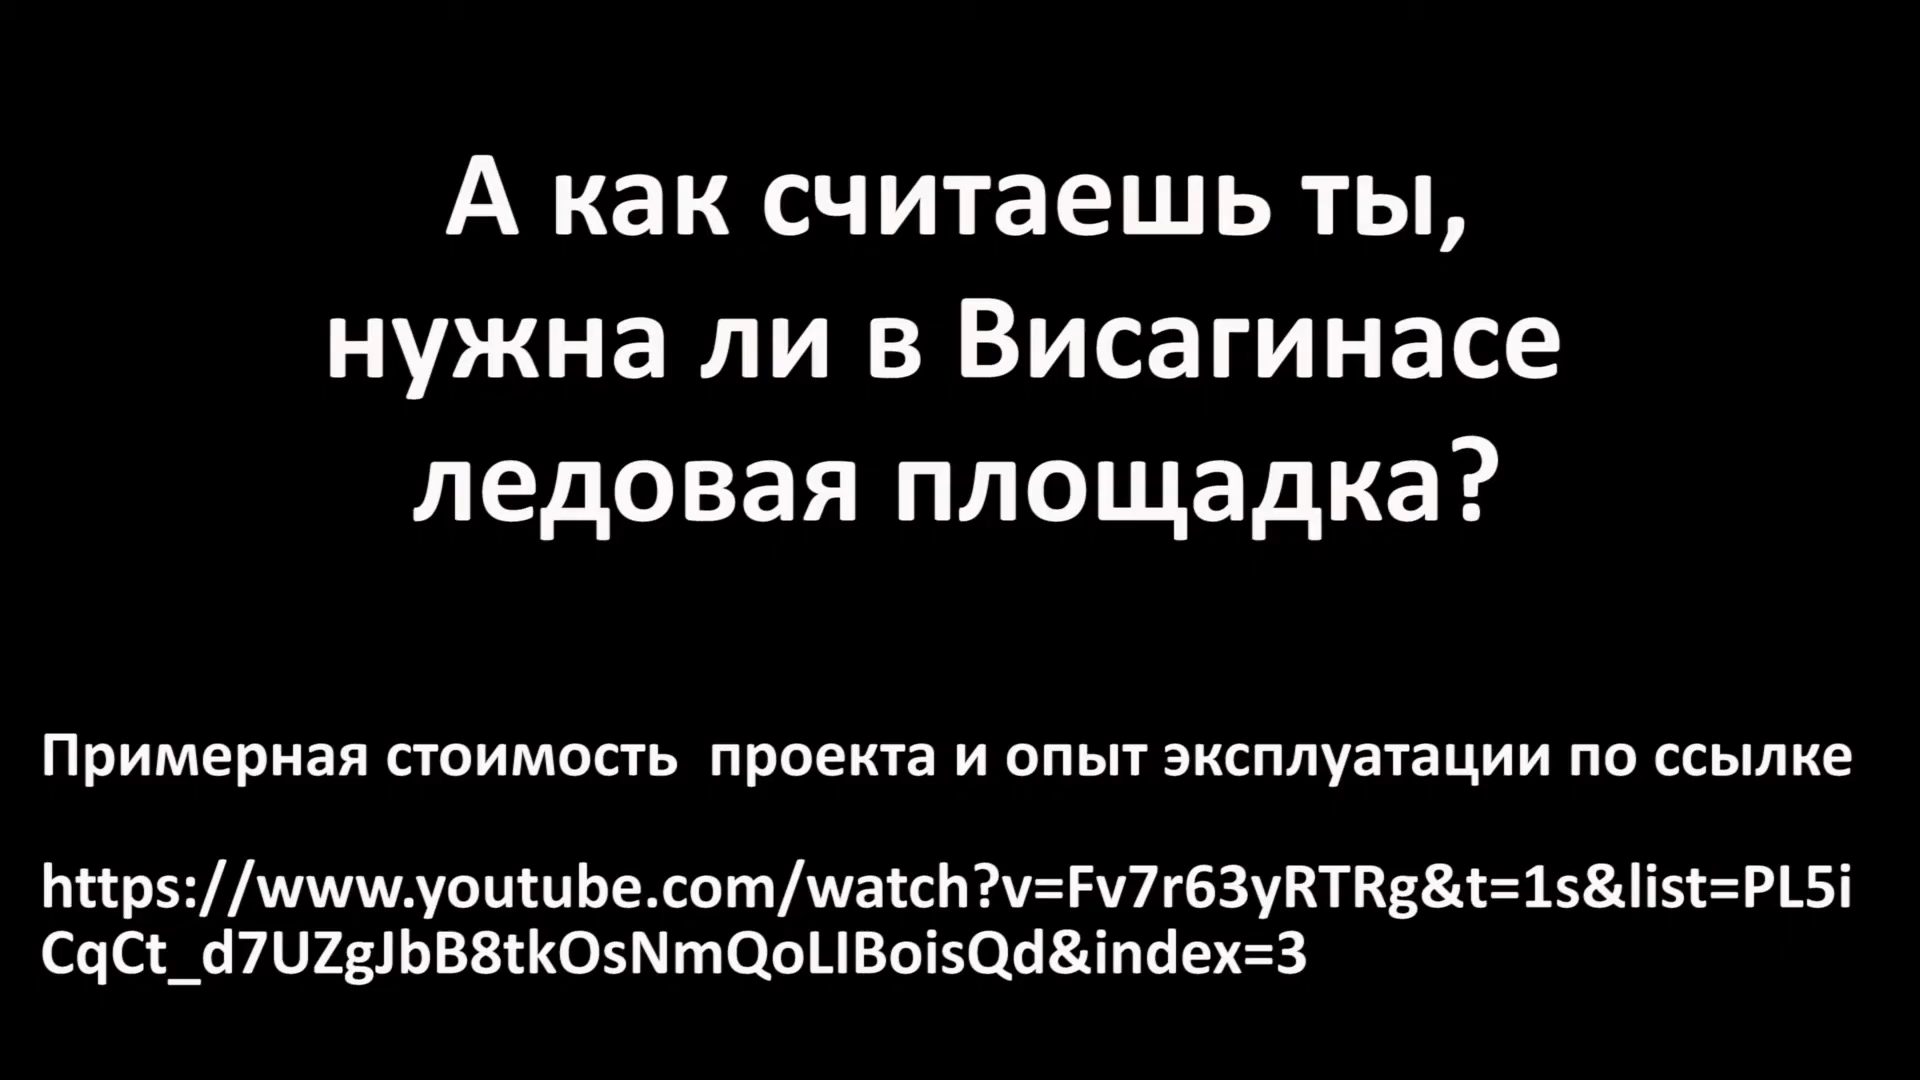 А как считаешь ты,
нужна ли в Висагинасе
ледовая площадка?
Примерная стоимость проекта и опыт эксплуатации по ссылке
https://www.youtube.com/watch?v=Fv7r63yRTRg&t=1s&list=PL5i
CqCt_d7UZgJbB8tkOsNmQoLIBoisQd&index=3